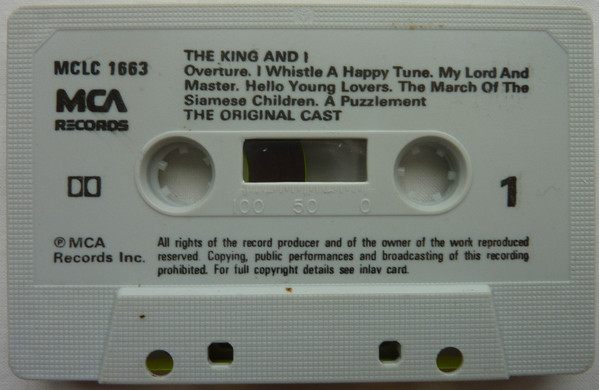 MCLC 1663
MCA
RECORDS
THE KING AND I
Overture. I Whistle A Happy Tune. My Lord And
Master. Hello Young Lovers. The March Of The
Siamese Children. A Puzzlement
THE ORIGINAL CAST
100 50 0
1
℗ MCA
Records Inc.
All rights of the record producer and of the owner of the work reproduced
reserved. Copying, public performances and broadcasting of this recording
prohibited. For full copyright details see inlay card.